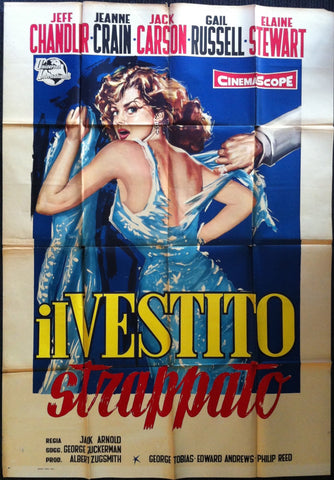 JEFF JEANNE JACK GAIL ELAINE
CHANDLER·CRAIN·CARSON·RUSSELL·STEWART
CINEMASCOPE
il VESTITO
strappato
REGIA JACK ARNOLD
SOGG. GEORGE ZUCKERMAN
PROD. ALBERT ZUGSMITH
GEORGE TOBIAS·EDWARD ANDREWS·PHILIP REED